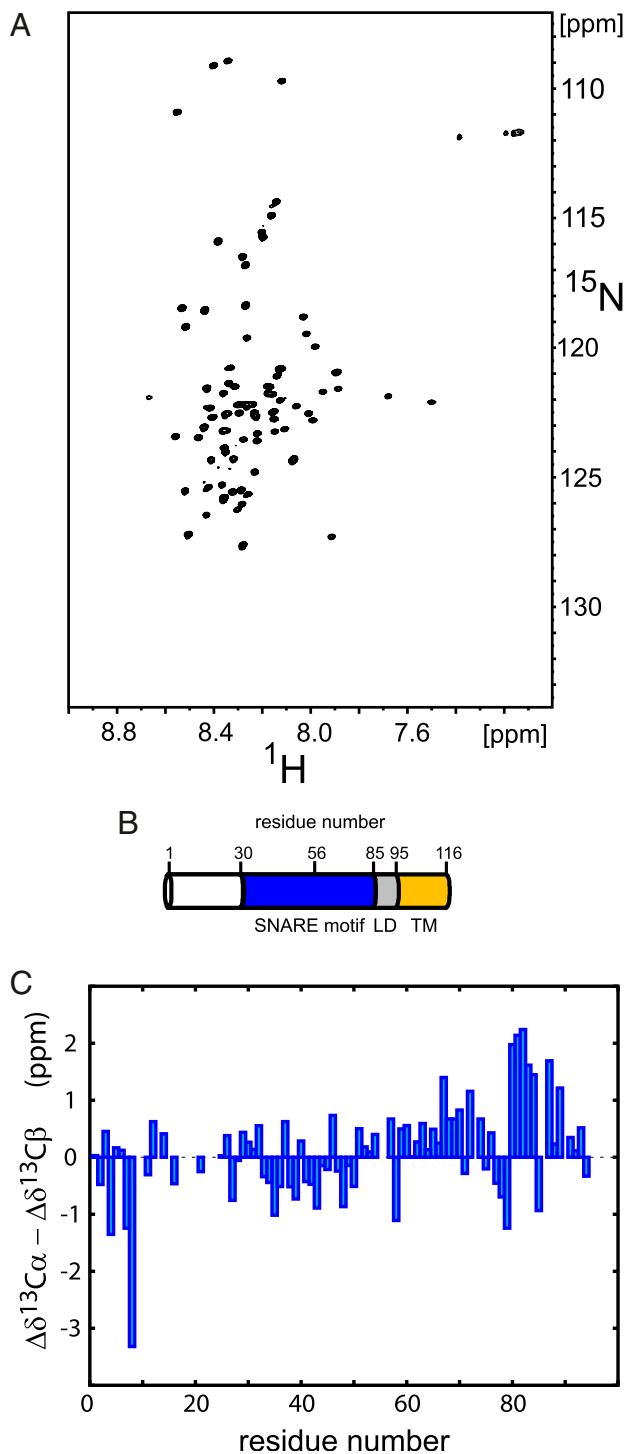 A
[ppm]
110
115
15N
120
125
130
8.8
8.4
8.0
7.6
[ppm]
1H
B
residue number
1
30
56
85
95
116
SNARE motif
LD
TM
C
Δδ13Cα – Δδ13Cβ (ppm)
2
1
0
-1
-2
-3
0
20
40
60
80
residue number